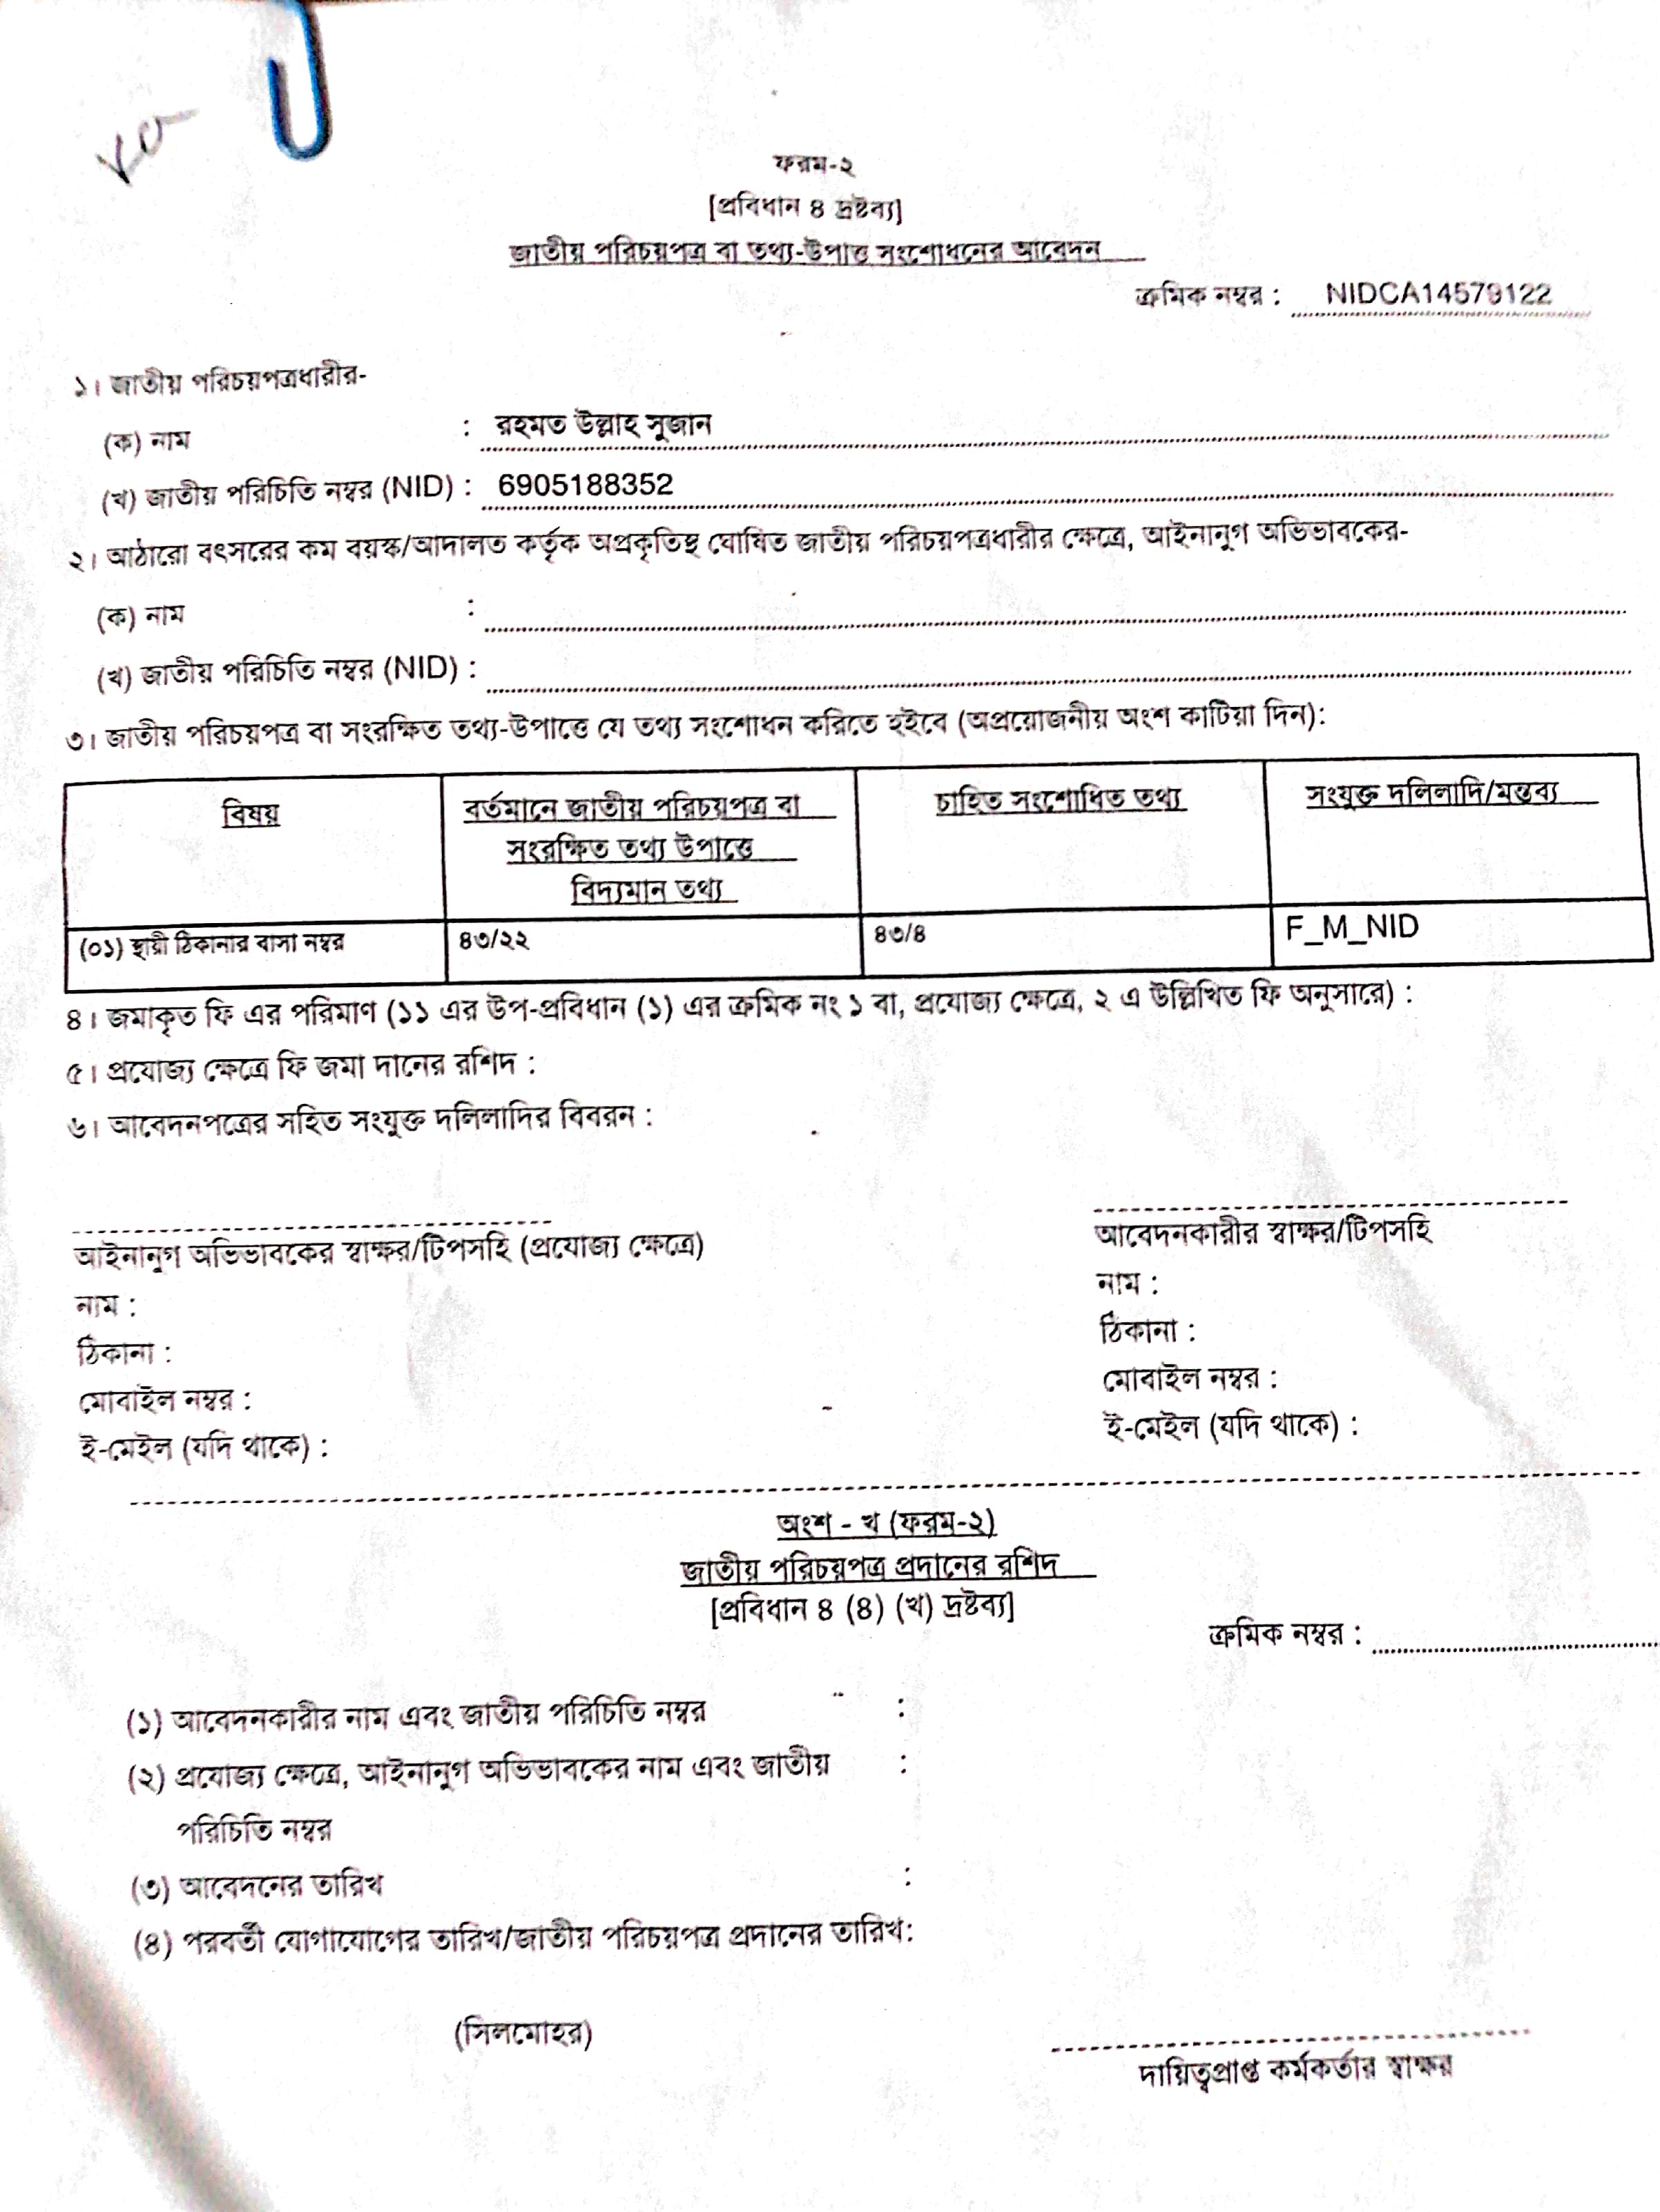 ফরম-২
[প্রবিধান ৪ দ্রষ্টব্য]
জাতীয় পরিচয়পত্র বা তথ্য-উপাত্ত সংশোধনের আবেদন
ক্রমিক নম্বর : NIDCA14579122
১। জাতীয় পরিচয়পত্রধারীর-
(ক) নাম : রহমত উল্লাহ সুজান
(খ) জাতীয় পরিচিতি নম্বর (NID) : 6905188352
২। আঠারো বৎসরের কম বয়স্ক/আদালত কর্তৃক অপ্রকৃতিস্থ ঘোষিত জাতীয় পরিচয়পত্রধারীর ক্ষেত্রে, আইনানুগ অভিভাবকের-
(ক) নাম :
(খ) জাতীয় পরিচিতি নম্বর (NID) :
৩। জাতীয় পরিচয়পত্র বা সংরক্ষিত তথ্য-উপাত্তে যে তথ্য সংশোধন করিতে হইবে (অপ্রয়োজনীয় অংশ কাটিয়া দিন):
বিষয়
বর্তমানে জাতীয় পরিচয়পত্র বা
সংরক্ষিত তথ্য উপাত্তে
বিদ্যমান তথ্য
চাহিত সংশোধিত তথ্য
সংযুক্ত দলিলাদি/মন্তব্য
(০১) স্থায়ী ঠিকানার বাসা নম্বর
৪৩/২২
৪৩/৪
F_M_NID
৪। জমাকৃত ফি এর পরিমাণ (১১ এর উপ-প্রবিধান (১) এর ক্রমিক নং ১ বা, প্রযোজ্য ক্ষেত্রে, ২ এ উল্লিখিত ফি অনুসারে) :
৫। প্রযোজ্য ক্ষেত্রে ফি জমা দানের রশিদ :
৬। আবেদনপত্রের সহিত সংযুক্ত দলিলাদির বিবরন :
আইনানুগ অভিভাবকের স্বাক্ষর/টিপসহি (প্রযোজ্য ক্ষেত্রে)
নাম :
ঠিকানা :
মোবাইল নম্বর :
ই-মেইল (যদি থাকে) :
আবেদনকারীর স্বাক্ষর/টিপসহি
নাম :
ঠিকানা :
মোবাইল নম্বর :
ই-মেইল (যদি থাকে) :
অংশ - খ (ফরম-২)
জাতীয় পরিচয়পত্র প্রদানের রশিদ
[প্রবিধান ৪ (৪) (খ) দ্রষ্টব্য]
ক্রমিক নম্বর :
(১) আবেদনকারীর নাম এবং জাতীয় পরিচিতি নম্বর :
(২) প্রযোজ্য ক্ষেত্রে, আইনানুগ অভিভাবকের নাম এবং জাতীয় :
পরিচিতি নম্বর
(৩) আবেদনের তারিখ :
(৪) পরবর্তী যোগাযোগের তারিখ/জাতীয় পরিচয়পত্র প্রদানের তারিখ:
(সিলমোহর)
দায়িত্বপ্রাপ্ত কর্মকর্তার স্বাক্ষর